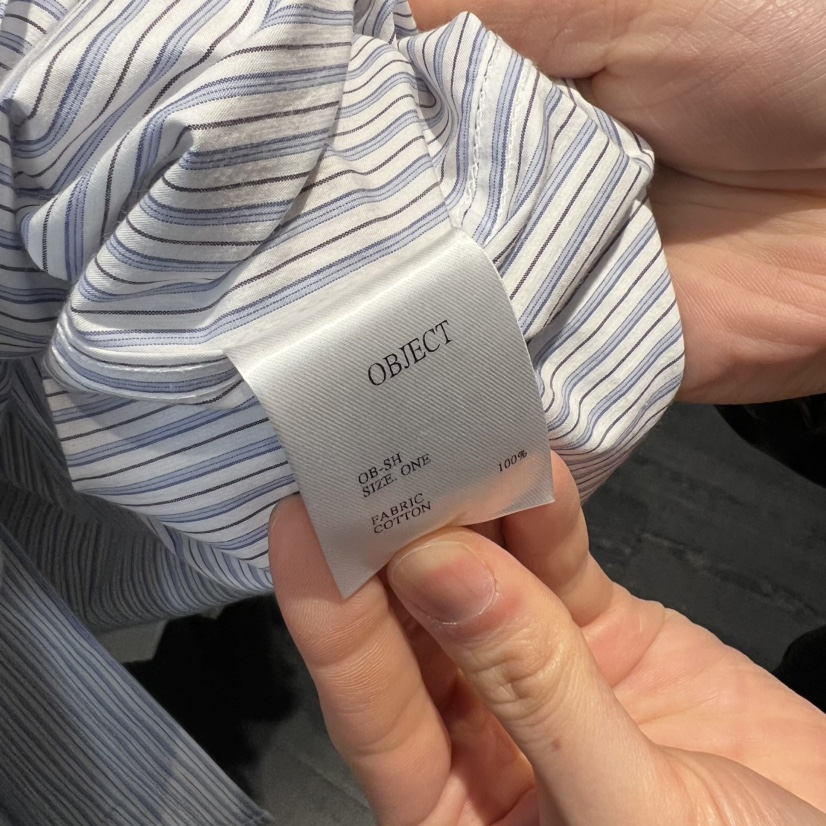 OBJECT
OB-SH
SIZE. ONE
FABRIC 100%
COTTON